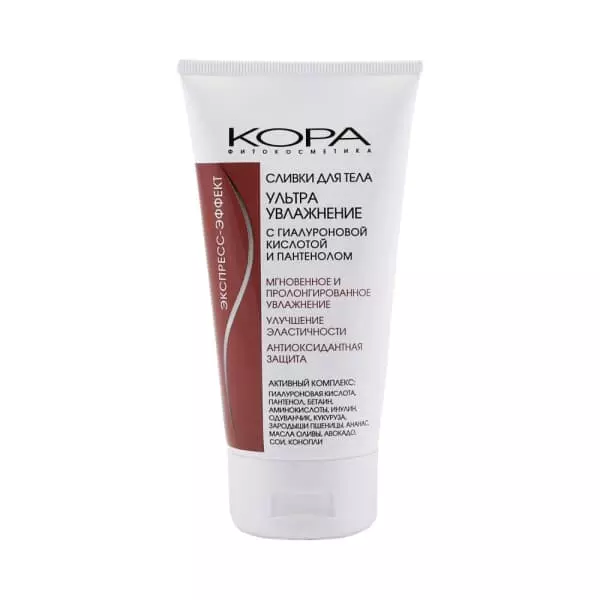 КОРА
ФИТОКОСМЕТИКА
ЭКСПРЕСС-ЭФФЕКТ
СЛИВКИ ДЛЯ ТЕЛА
УЛЬТРА
УВЛАЖНЕНИЕ
С ГИАЛУРОНОВОЙ
КИСЛОТОЙ
И ПАНТЕНОЛОМ
МГНОВЕННОЕ И
ПРОЛОНГИРОВАННОЕ
УВЛАЖНЕНИЕ
УЛУЧШЕНИЕ
ЭЛАСТИЧНОСТИ
АНТИОКСИДАНТНАЯ
ЗАЩИТА
АКТИВНЫЙ КОМПЛЕКС:
ГИАЛУРОНОВАЯ КИСЛОТА,
ПАНТЕНОЛ, БЕТАИН,
АМИНОКИСЛОТЫ, ИНУЛИН,
ОДУВАНЧИК, КУКУРУЗА,
ЗАРОДЫШИ ПШЕНИЦЫ, АНАНАС,
МАСЛА ОЛИВЫ, АВОКАДО,
СОИ, КОНОПЛИ